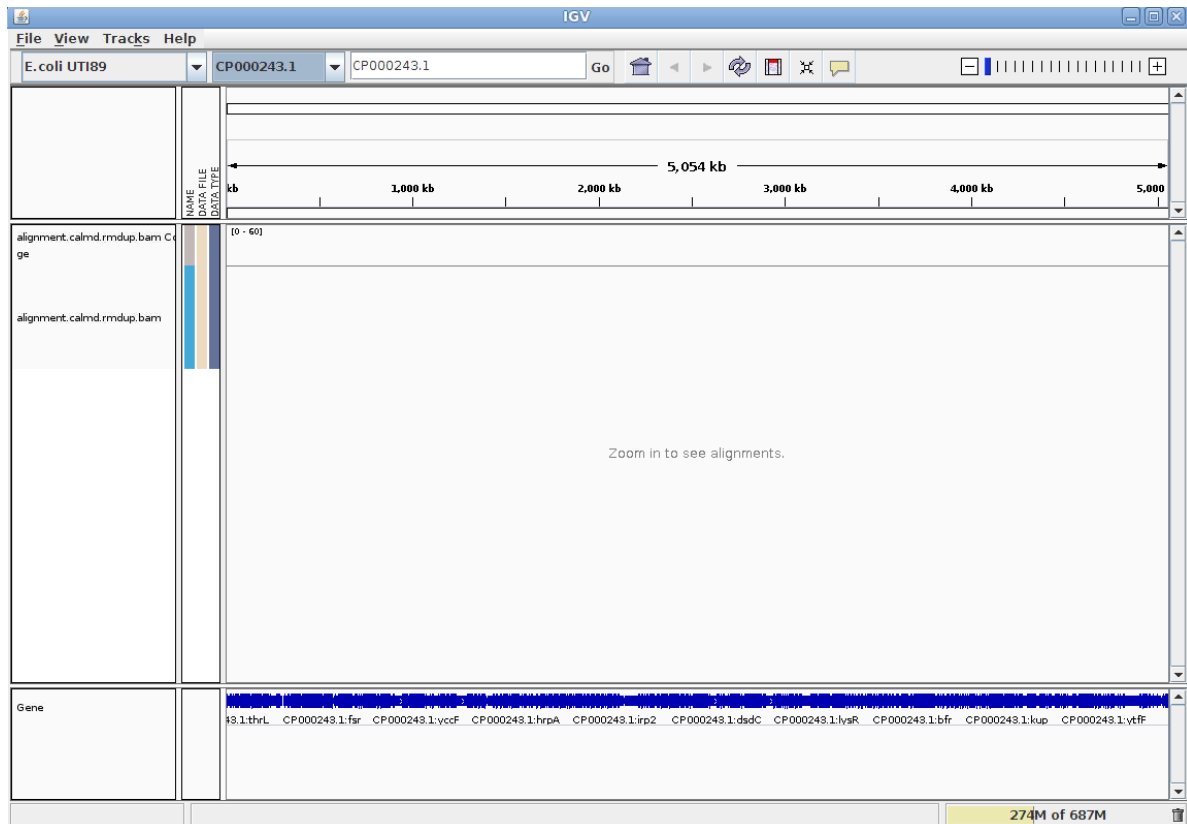 IGV
File View Tracks Help
E.coli UTI89 CP000243.1 CP000243.1 Go
NAME
DATA FILE
DATA TYPE
5,054 kb
kb 1,000 kb 2,000 kb 3,000 kb 4,000 kb 5,000
alignment.calmd.rmdup.bam Co
ge
[0 - 60]
alignment.calmd.rmdup.bam
Zoom in to see alignments.
Gene
43.1:thrL CP000243.1:fsr CP000243.1:yccF CP000243.1:hrpA CP000243.1:irp2 CP000243.1:dsdC CP000243.1:lysR CP000243.1:bfr CP000243.1:kup CP000243.1:ytfF
274M of 687M